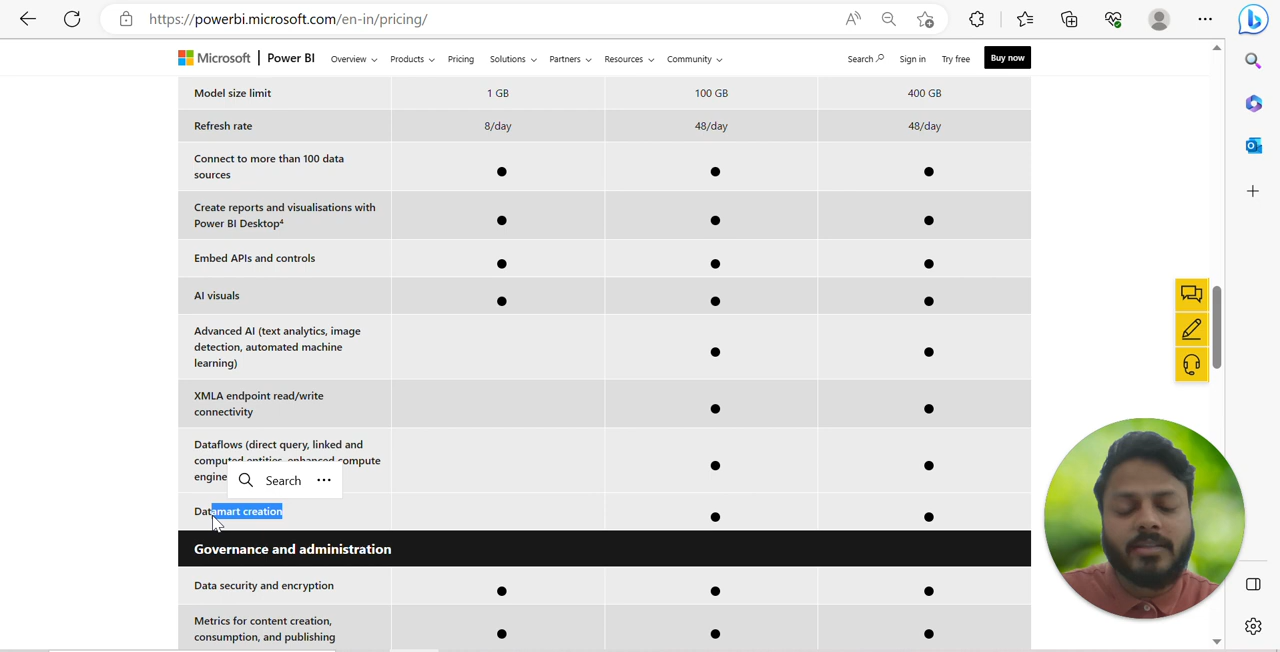 https://powerbi.microsoft.com/en-in/pricing/
Microsoft | Power BI Overview Products Pricing Solutions Partners Resources Community Search Sign in Try free Buy now
Model size limit 1 GB 100 GB 400 GB
Refresh rate 8/day 48/day 48/day
Connect to more than 100 data
sources
Create reports and visualisations with
Power BI Desktop⁴
Embed APIs and controls
AI visuals
Advanced AI (text analytics, image
detection, automated machine
learning)
XMLA endpoint read/write
connectivity
Dataflows (direct query, linked and
computed entities, enhanced compute
engine
Search
Datamart creation
Governance and administration
Data security and encryption
Metrics for content creation,
consumption, and publishing